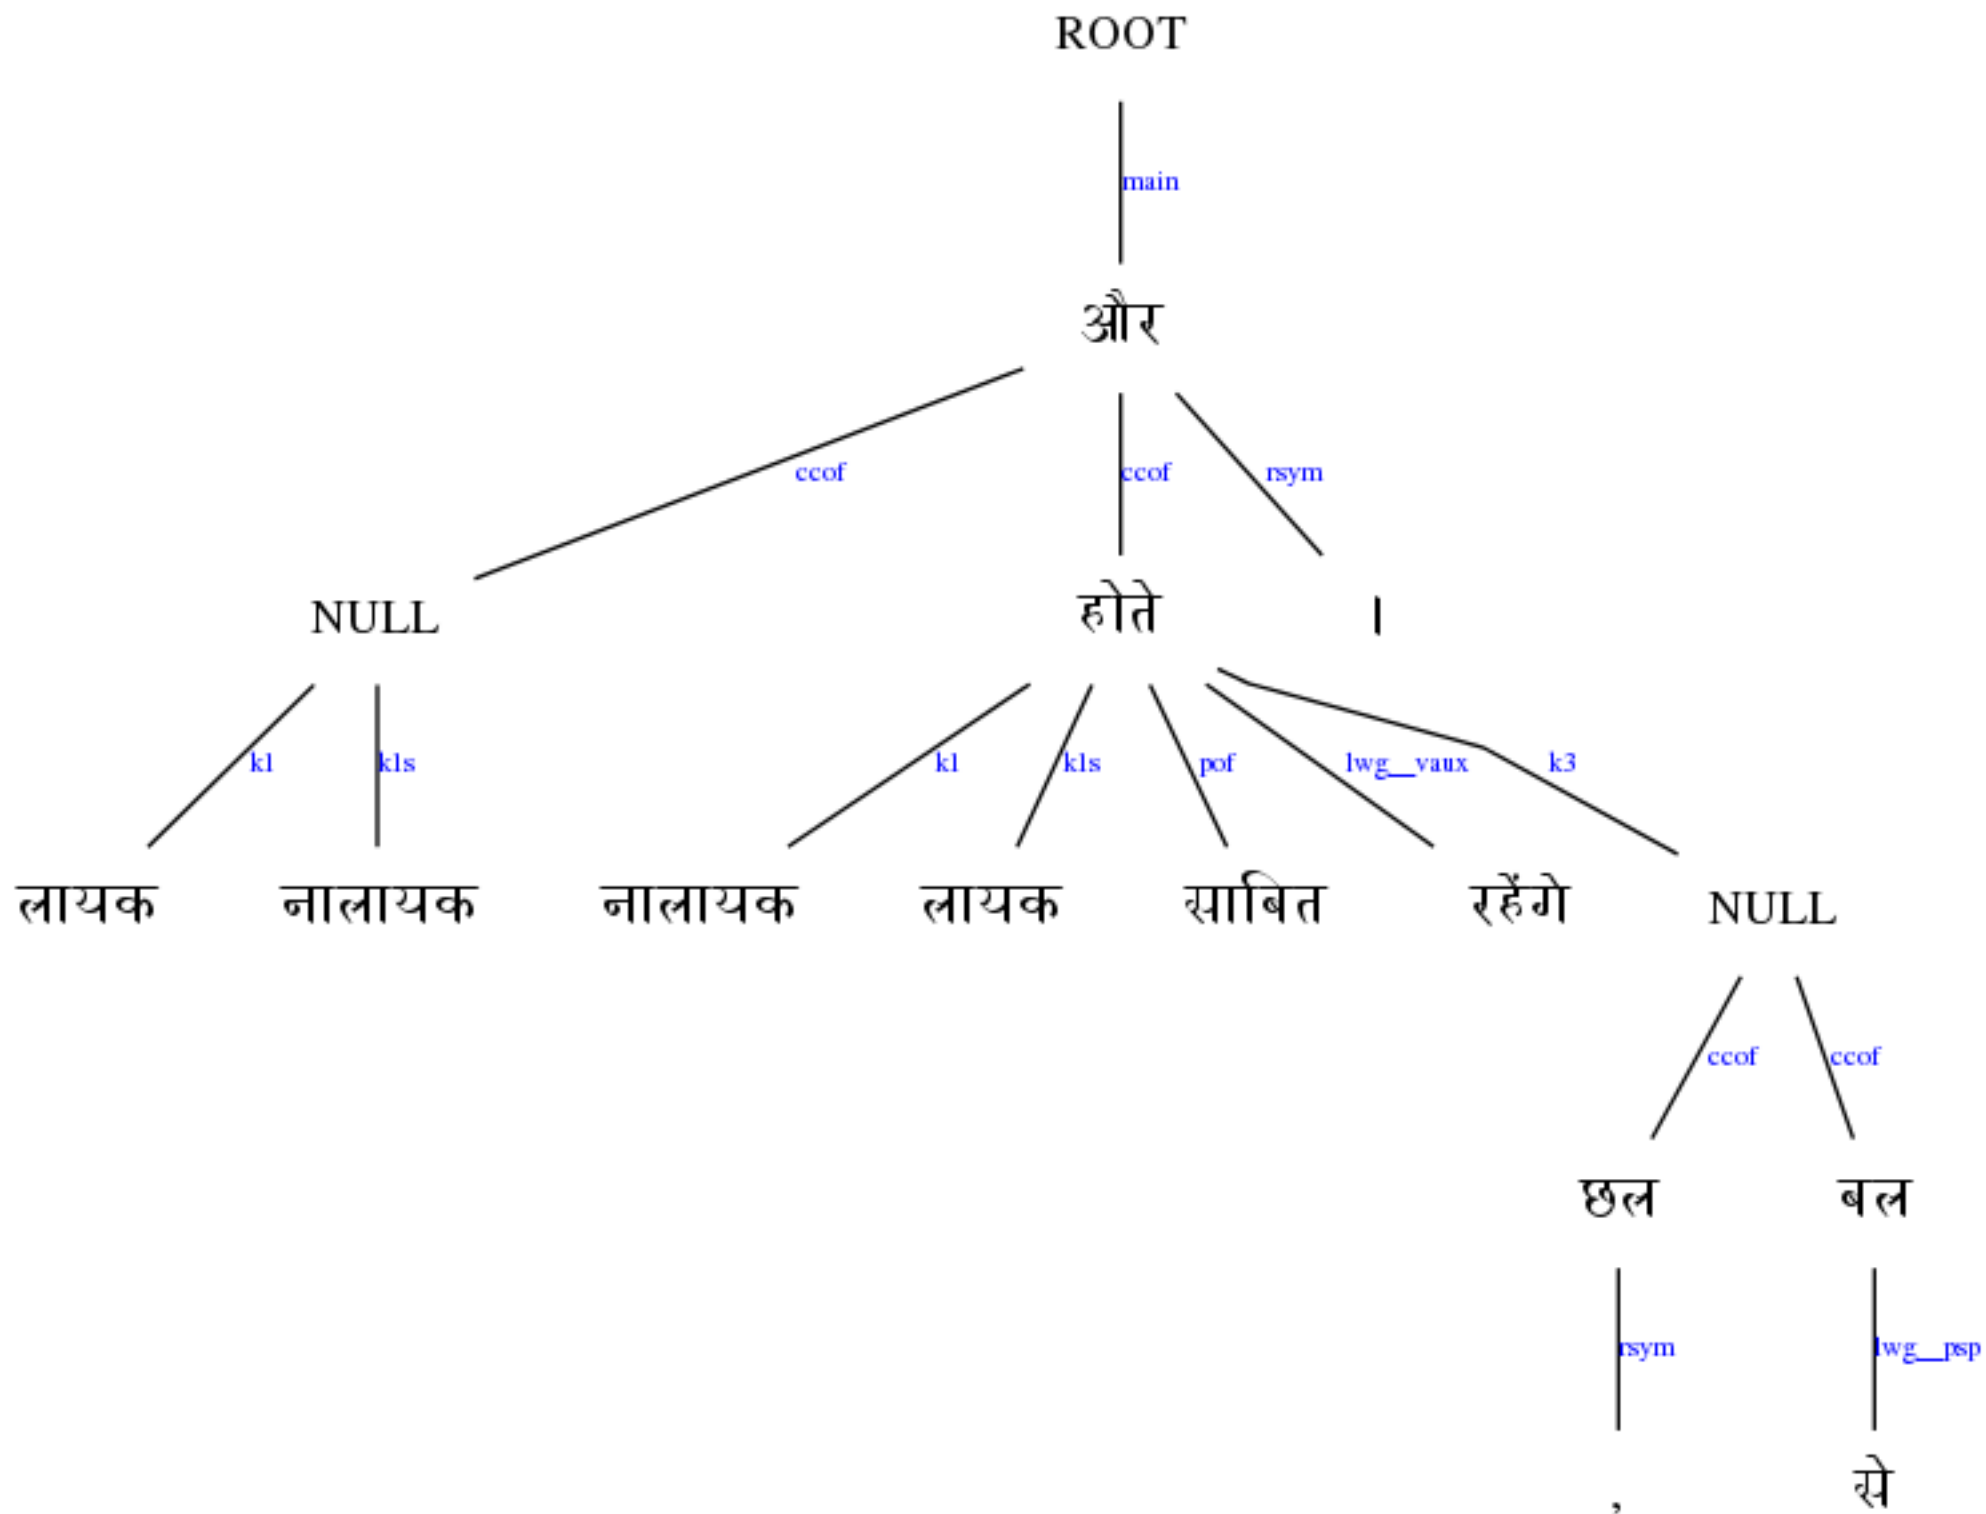 ROOT
main
और
ccof ccof rsym
NULL होते ।
k1 k1s k1 k1s pof lwg__vaux k3
लायक नालायक नालायक लायक साबित रहेंगे NULL
ccof ccof
छल बल
rsym lwg__psp
, से